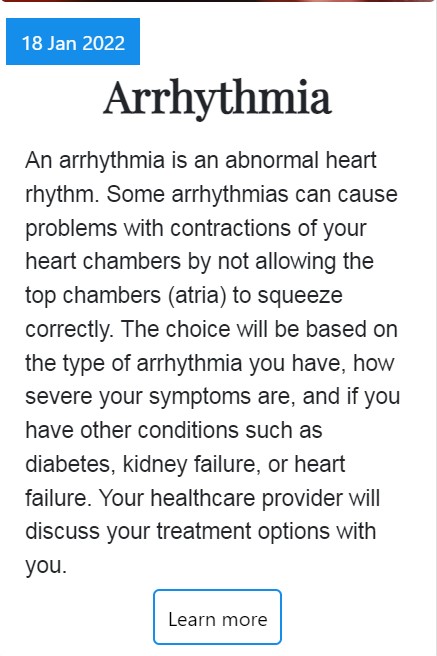 18 Jan 2022
Arrhythmia
An arrhythmia is an abnormal heart
rhythm. Some arrhythmias can cause
problems with contractions of your
heart chambers by not allowing the
top chambers (atria) to squeeze
correctly. The choice will be based on
the type of arrhythmia you have, how
severe your symptoms are, and if you
have other conditions such as
diabetes, kidney failure, or heart
failure. Your healthcare provider will
discuss your treatment options with
you.
Learn more